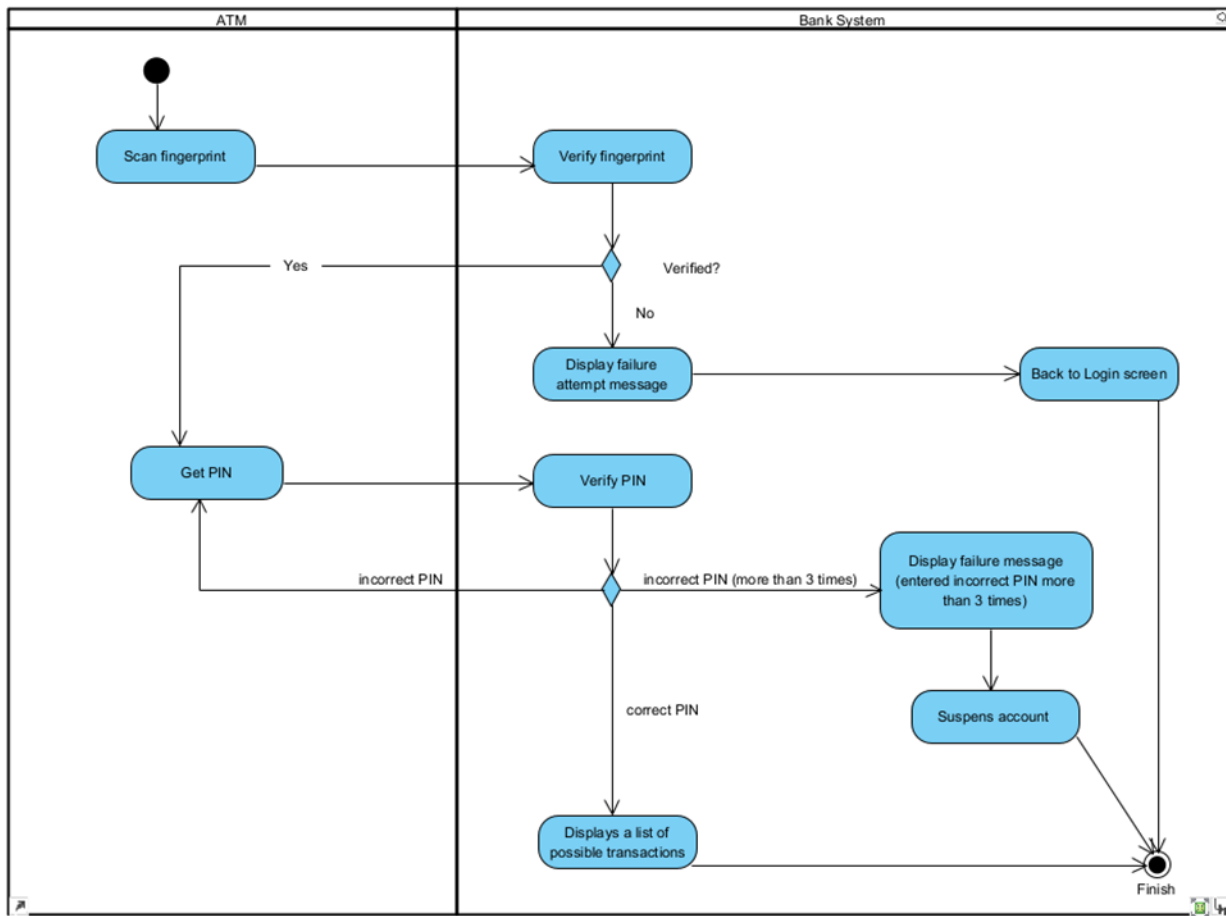 ATM
Bank System
Scan fingerprint
Verify fingerprint
Yes
Verified?
No
Display failure
attempt message
Back to Login screen
Get PIN
Verify PIN
incorrect PIN
incorrect PIN (more than 3 times)
Display failure message
(entered incorrect PIN more
than 3 times)
correct PIN
Suspens account
Displays a list of
possible transactions
Finish